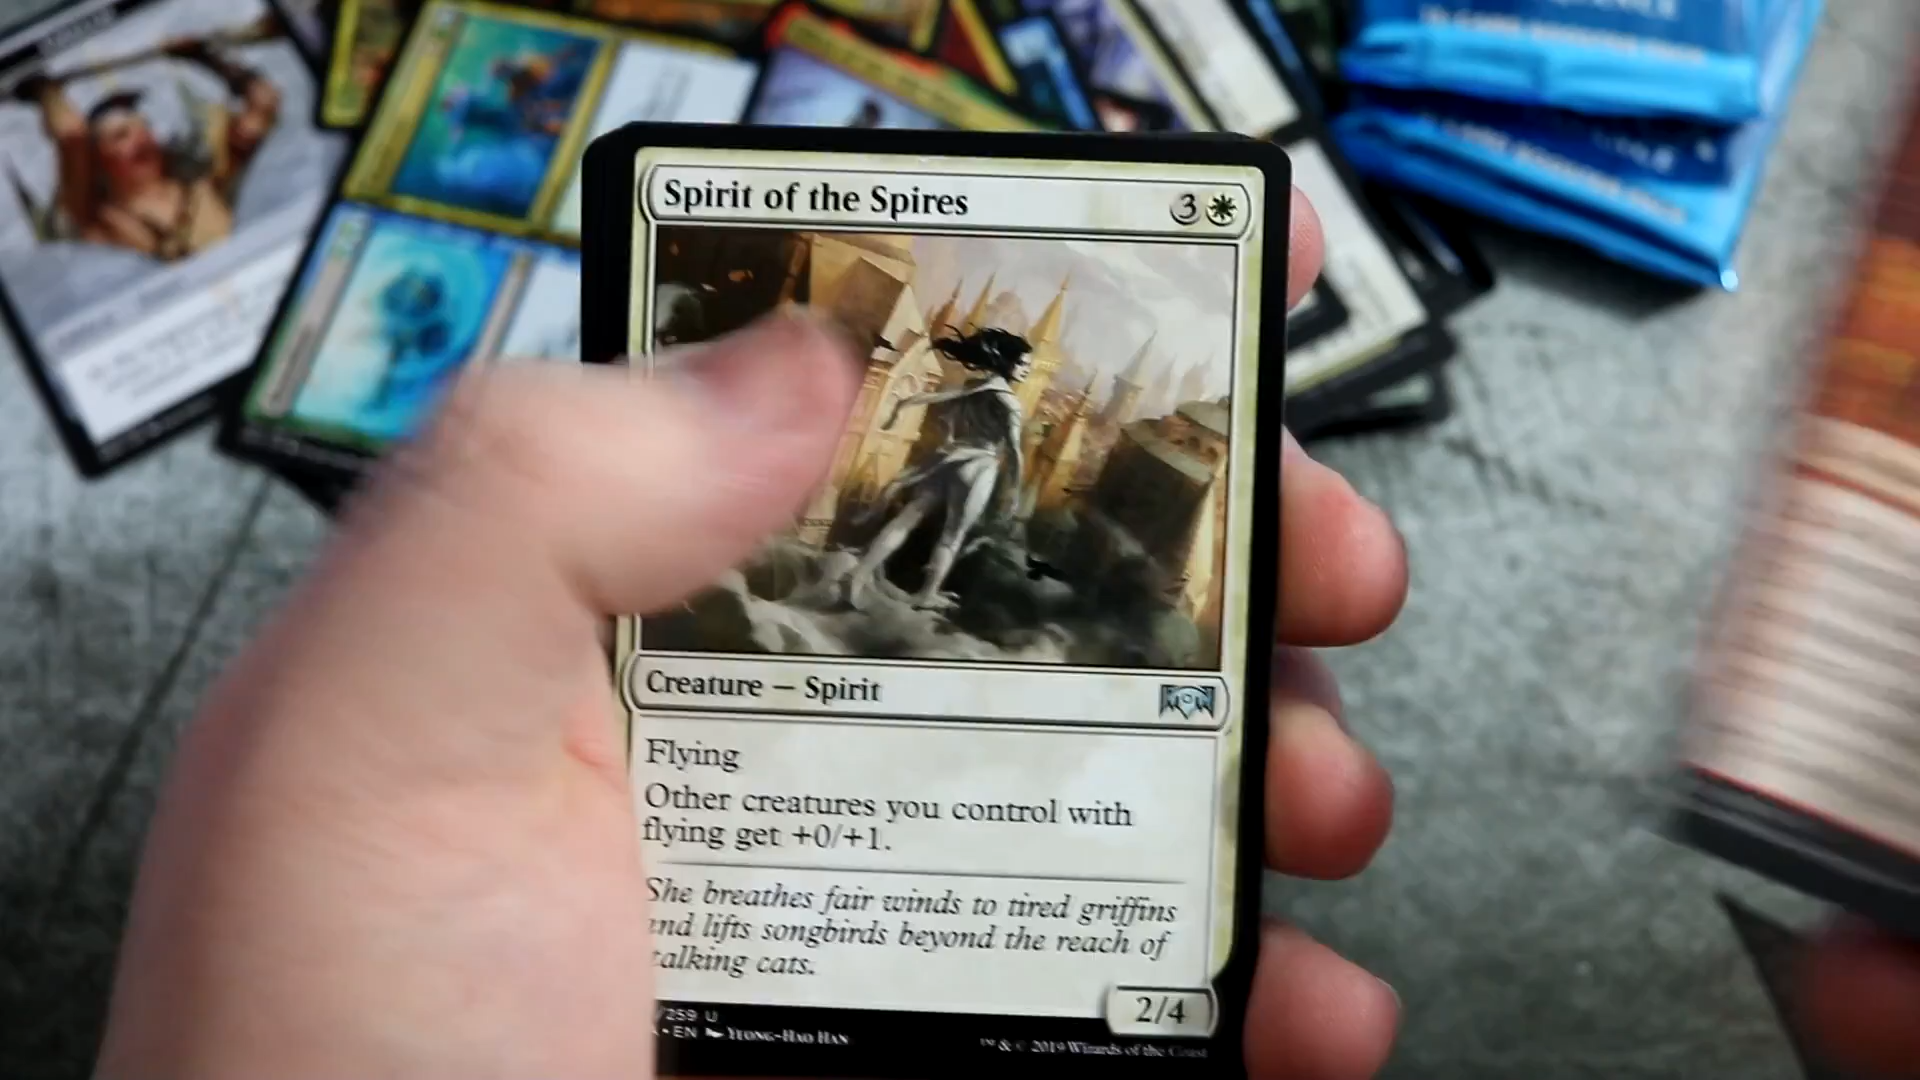 Spirit of the Spires 3
Creature — Spirit
Flying
Other creatures you control with
flying get +0/+1.
She breathes fair winds to tired griffins
and lifts songbirds beyond the reach of
talking cats.
2/4
/259 U
• EN Yeong-Hao Han
™ & © 2019 Wizards of the Coast